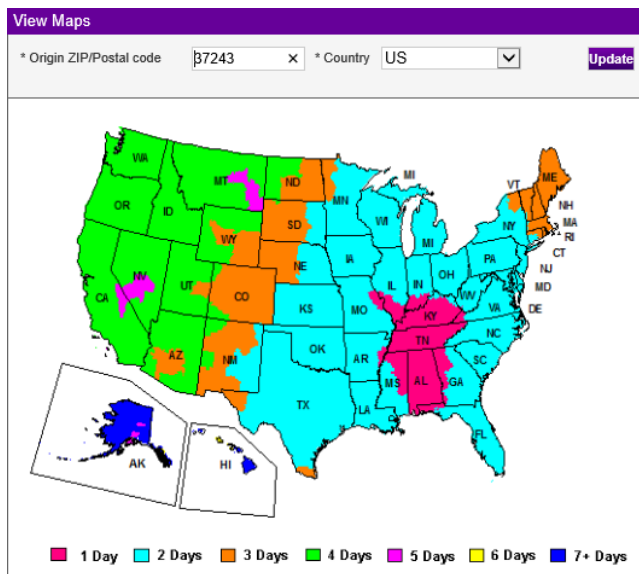 View Maps
* Origin ZIP/Postal code 37243 × * Country US Update
WA
MT
ND
MN
MI
VT
ME
OR
ID
WY
SD
WI
MI
NY
NH
MA
RI
CT
NV
UT
CO
NE
IA
IL
IN
OH
PA
NJ
MD
DE
CA
KS
MO
KY
WV
VA
AZ
NM
OK
AR
TN
NC
SC
TX
LA
MS
AL
GA
FL
AK
HI
1 Day 2 Days 3 Days 4 Days 5 Days 6 Days 7+ Days